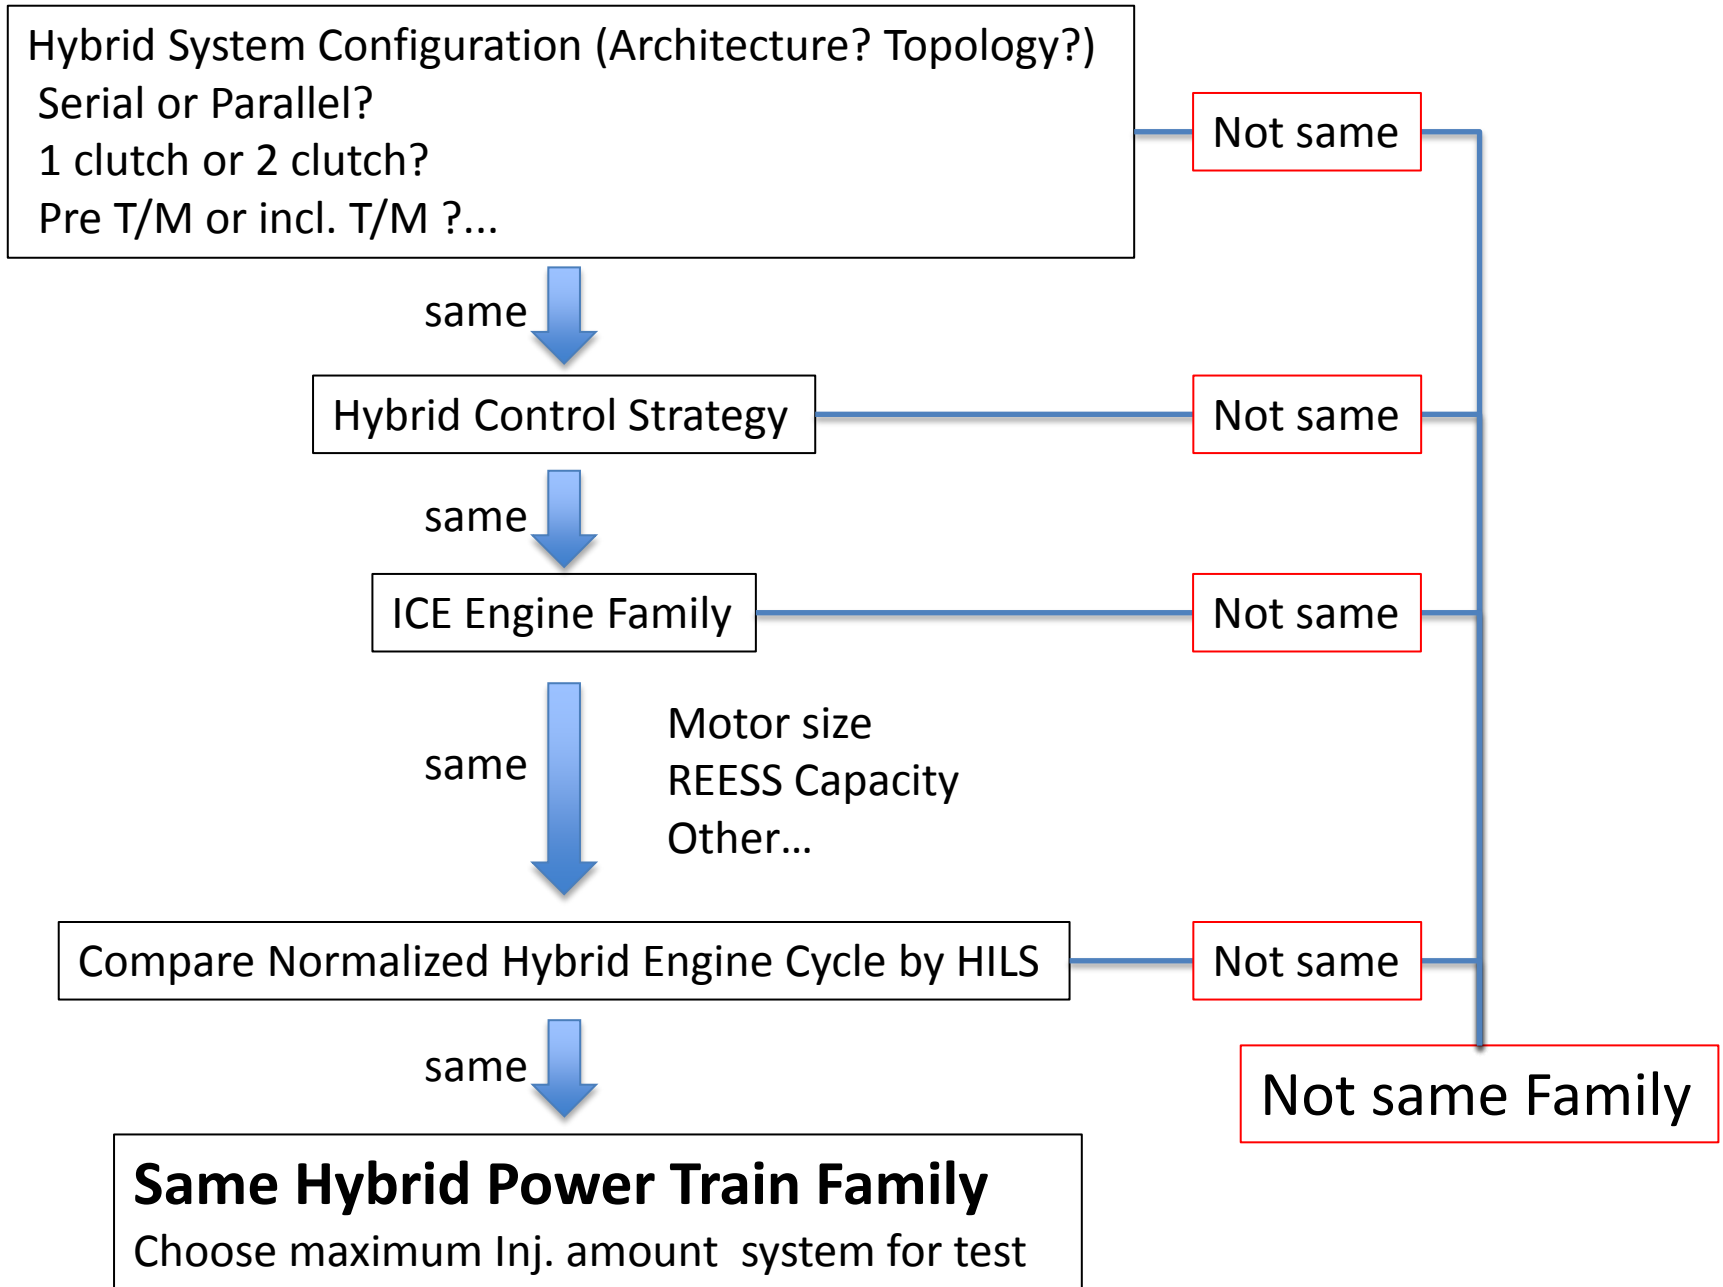 Hybrid System Configuration (Architecture? Topology?)
Serial or Parallel?
1 clutch or 2 clutch?
Pre T/M or incl. T/M ?...
Not same
same
Hybrid Control Strategy
Not same
same
ICE Engine Family
Not same
same
Motor size
REESS Capacity
Other...
Compare Normalized Hybrid Engine Cycle by HILS
Not same
same
Not same Family
Same Hybrid Power Train Family
Choose maximum Inj. amount system for test